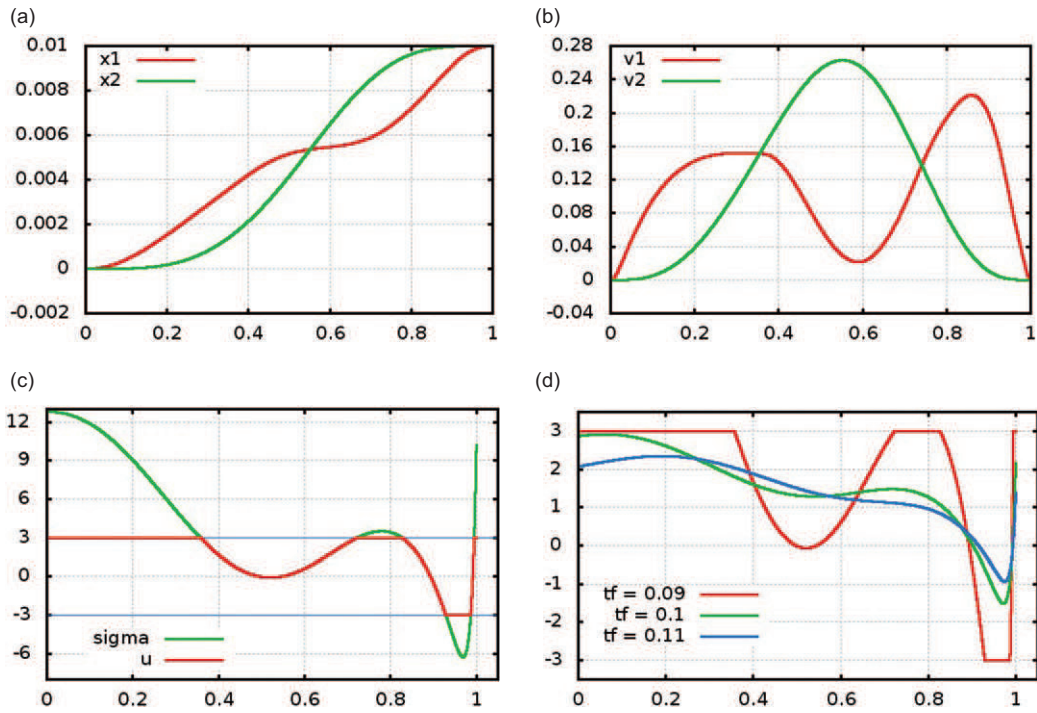 (a)
0.01
0.008
0.006
0.004
0.002
0
-0.002
x1
x2
0 0.2 0.4 0.6 0.8 1
(b)
0.28
0.24
0.2
0.16
0.12
0.08
0.04
0
-0.04
v1
v2
0 0.2 0.4 0.6 0.8 1
(c)
12
9
6
3
0
-3
-6
sigma
u
0 0.2 0.4 0.6 0.8 1
(d)
3
2
1
0
-1
-2
-3
tf = 0.09
tf = 0.1
tf = 0.11
0 0.2 0.4 0.6 0.8 1